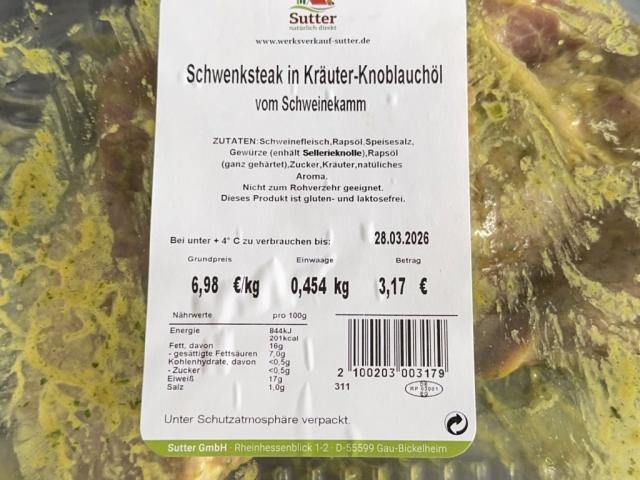 Sutter
natürlich direkt
www.werksverkauf-sutter.de
Schwenksteak in Kräuter-Knoblauchöl
vom Schweinekamm
ZUTATEN:Schweinefleisch,Rapsöl,Speisesalz,
Gewürze (enhält Sellerieknolle),Rapsöl
(ganz gehärtet),Zucker,Kräuter,natüliches
Aroma.
Nicht zum Rohverzehr geeignet.
Dieses Produkt ist gluten- und laktosefrei.
Bei unter + 4° C zu verbrauchen bis: 28.03.2026
Grundpreis Einwaage Betrag
6,98 €/kg 0,454 kg 3,17 €
Nährwerte pro 100g
Energie 844kJ
201kcal
Fett, davon 16g
- gesättigte Fettsäuren 7,0g
Kohlenhydrate, davon <0,5g
- Zucker <0,5g
Eiweiß 17g
Salz 1,0g
2 100203 003179
311
Unter Schutzatmosphäre verpackt.
Sutter GmbH · Rheinhessenblick 1-2 · D-55599 Gau-Bickelheim